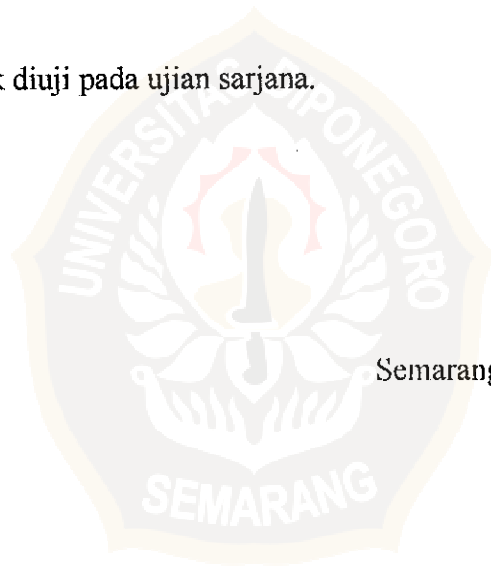 k diuji pada ujian sarjana.
UNIVERSITAS DIPONEGORO
Semarang
SEMARANG